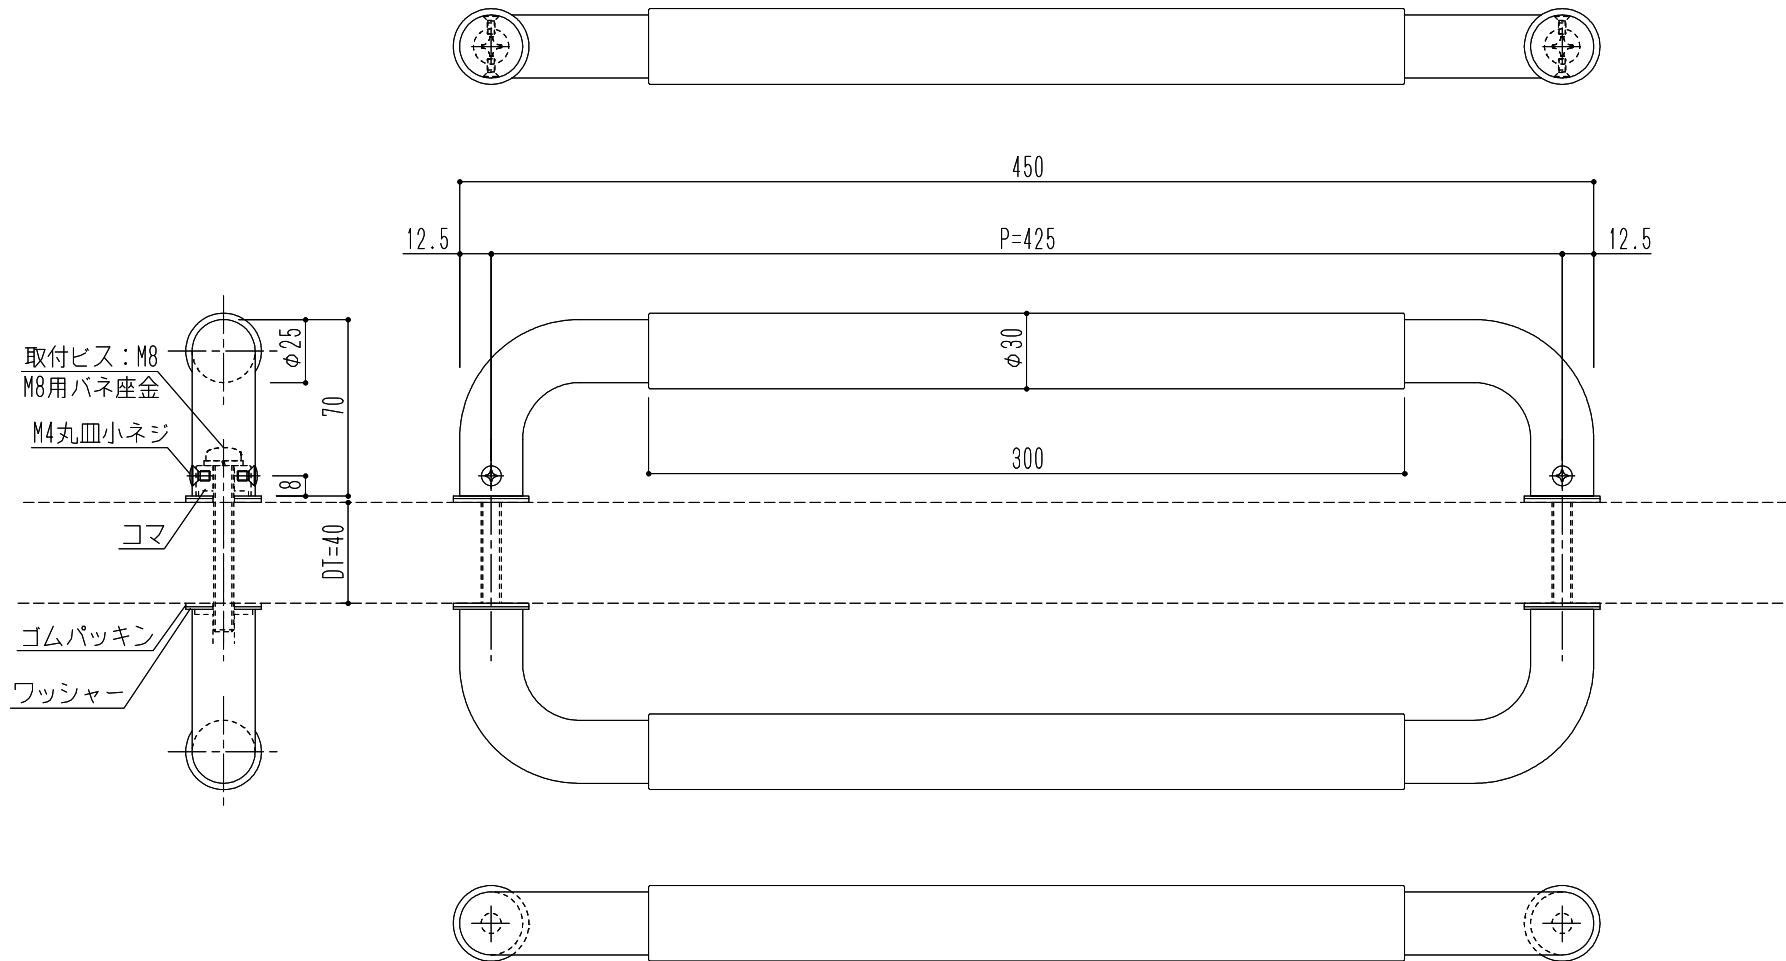 450
12.5
P=425
12.5
取付ビス：M8
M8用バネ座金
M4丸皿小ネジ
φ25
70
8
φ30
300
コマ
DT=40
ゴムパッキン
ワッシャー